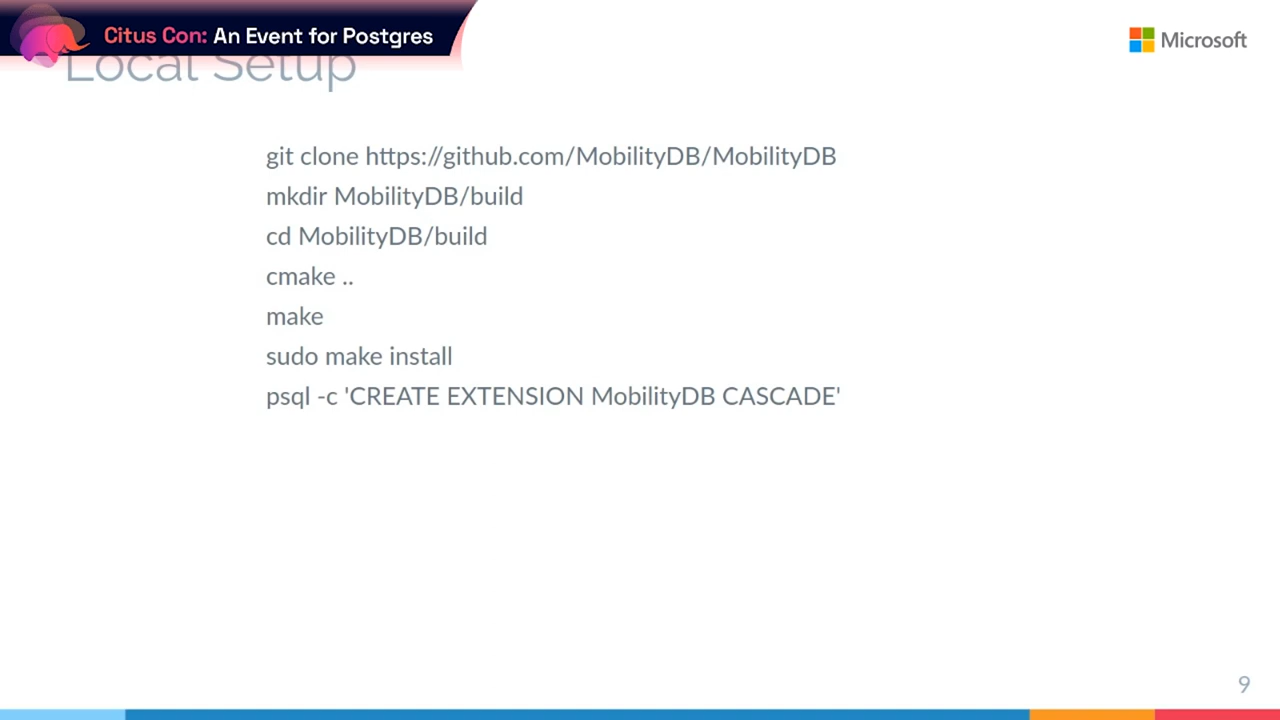 Citus Con: An Event for Postgres
Microsoft
Local Setup
git clone https://github.com/MobilityDB/MobilityDB
mkdir MobilityDB/build
cd MobilityDB/build
cmake ..
make
sudo make install
psql -c 'CREATE EXTENSION MobilityDB CASCADE'
9